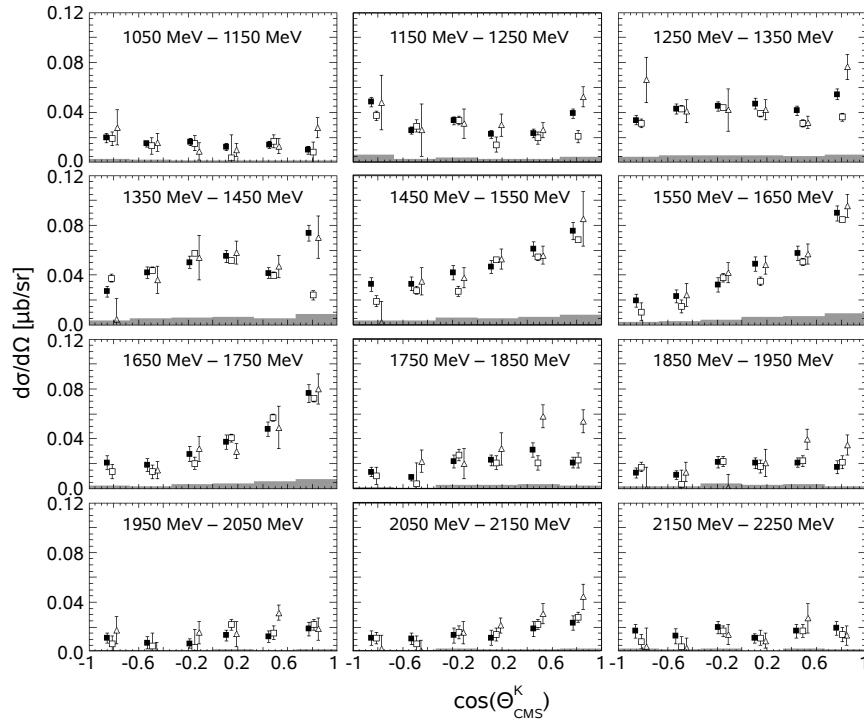 0.12
0.08
0.04
0.0
1050 MeV – 1150 MeV
1150 MeV – 1250 MeV
1250 MeV – 1350 MeV
0.12
0.08
0.04
0.0
1350 MeV – 1450 MeV
1450 MeV – 1550 MeV
1550 MeV – 1650 MeV
dσ/dΩ [μb/sr]
0.12
0.08
0.04
0.0
1650 MeV – 1750 MeV
1750 MeV – 1850 MeV
1850 MeV – 1950 MeV
0.12
0.08
0.04
0.0
1950 MeV – 2050 MeV
2050 MeV – 2150 MeV
2150 MeV – 2250 MeV
-1 -0.6 -0.2 0.2 0.6 -1 -0.6 -0.2 0.2 0.6 -1 -0.6 -0.2 0.2 0.6 1
cos(Θ^K_CMS)